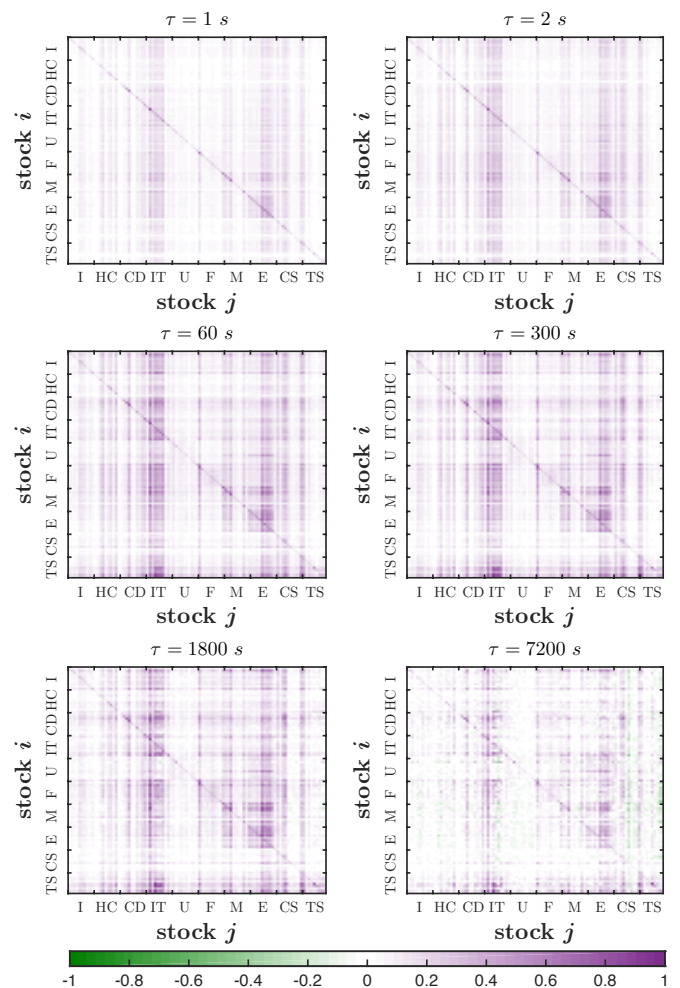 τ = 1 s
τ = 2 s
stock i
I
HC
CD
IT
U
F
M
E
CS
TS
stock i
I
HC
CD
IT
U
F
M
E
CS
TS
I HC CD IT U F M E CS TS
I HC CD IT U F M E CS TS
stock j
stock j
τ = 60 s
τ = 300 s
stock i
I
HC
CD
IT
U
F
M
E
CS
TS
stock i
I
HC
CD
IT
U
F
M
E
CS
TS
I HC CD IT U F M E CS TS
I HC CD IT U F M E CS TS
stock j
stock j
τ = 1800 s
τ = 7200 s
stock i
I
HC
CD
IT
U
F
M
E
CS
TS
stock i
I
HC
CD
IT
U
F
M
E
CS
TS
I HC CD IT U F M E CS TS
I HC CD IT U F M E CS TS
stock j
stock j
-1 -0.8 -0.6 -0.4 -0.2 0 0.2 0.4 0.6 0.8 1